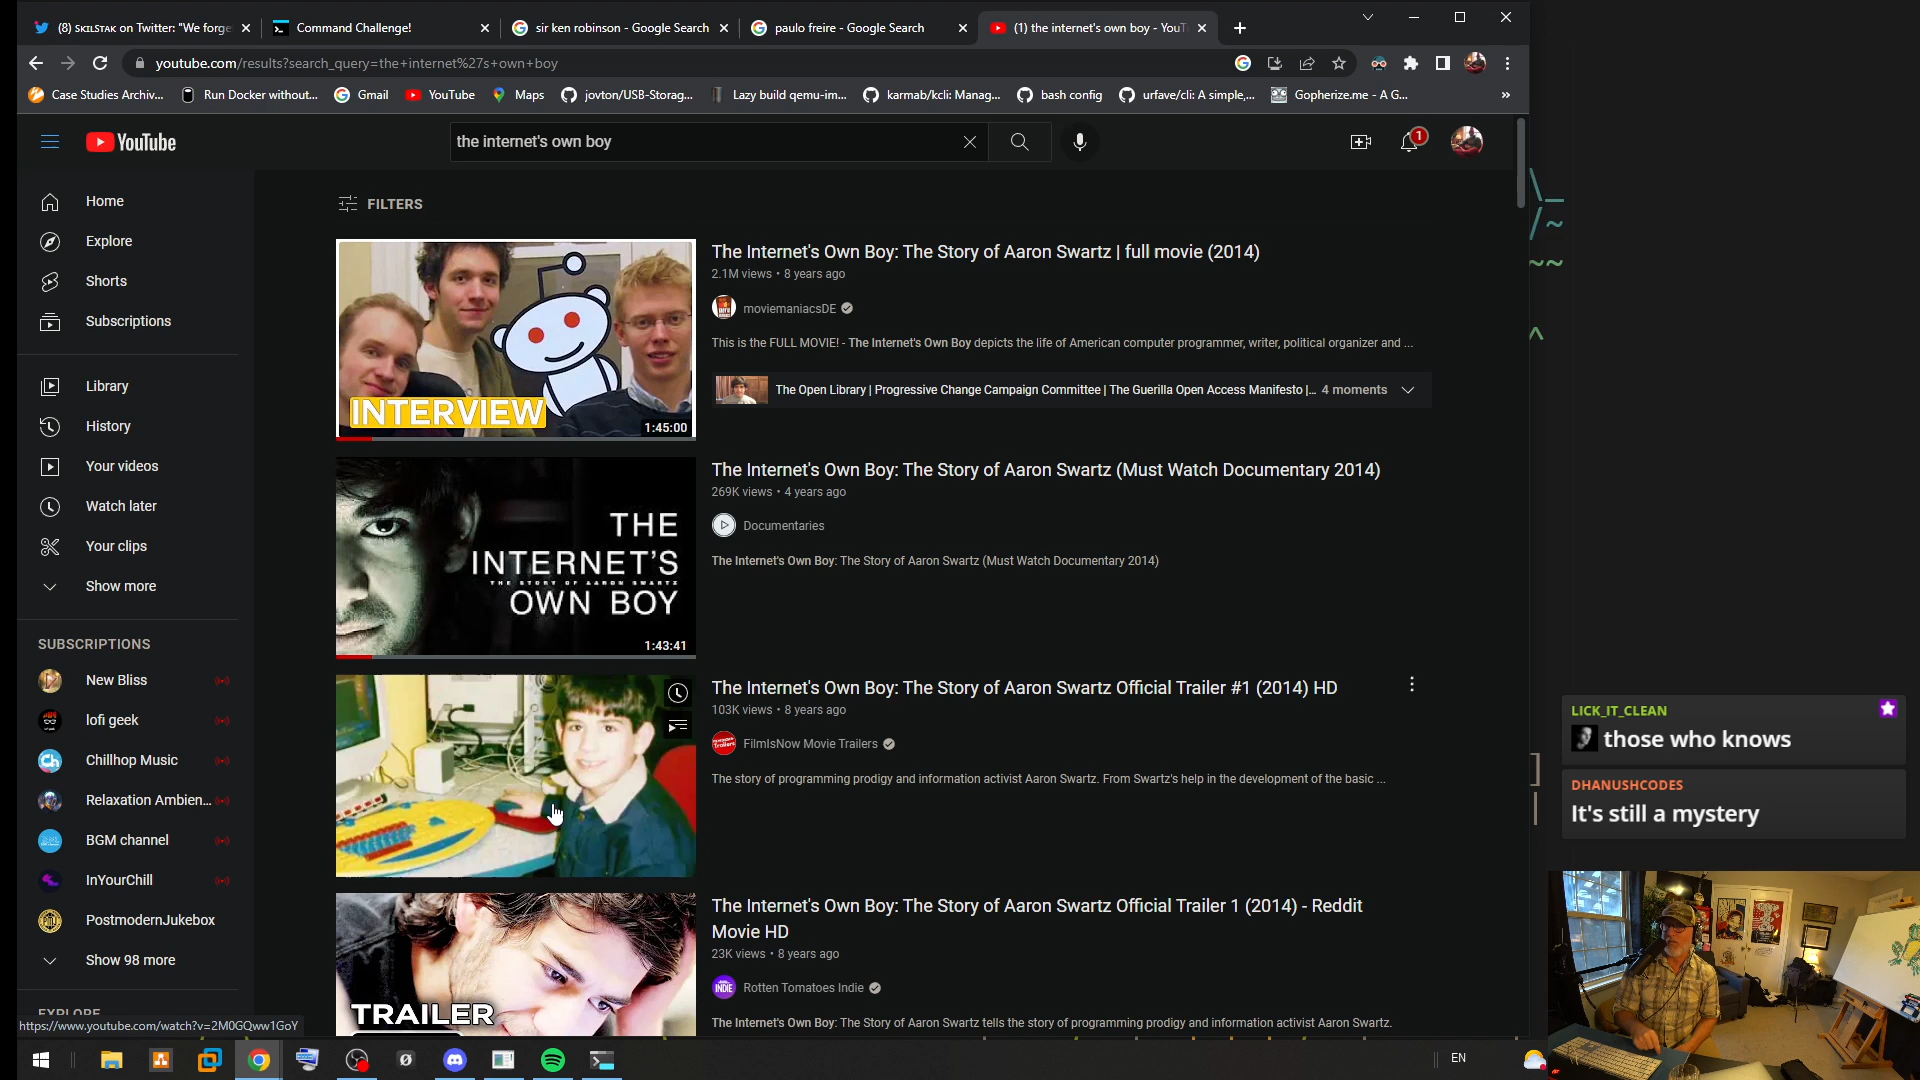 (8) SKILSTAK on Twitter: "We forge
Command Challenge!
sir ken robinson - Google Search
paulo freire - Google Search
(1) the internet's own boy - YouT
youtube.com/results?search_query=the+internet%27s+own+boy
Case Studies Archiv...
Run Docker without...
Gmail
YouTube
Maps
jovton/USB-Storag...
Lazy build qemu-im...
karmab/kcli: Manag...
bash config
urfave/cli: A simple,...
Gopherize.me - A G...
»
YouTube
the internet's own boy
1
Home
Explore
Shorts
Subscriptions
Library
History
Your videos
Watch later
Your clips
Show more
SUBSCRIPTIONS
New Bliss
lofi geek
Chillhop Music
Relaxation Ambien...
BGM channel
InYourChill
PostmodernJukebox
Show 98 more
EXPLORE
https://www.youtube.com/watch?v=2M0GQww1GoY
FILTERS
INTERVIEW
1:45:00
The Internet's Own Boy: The Story of Aaron Swartz | full movie (2014)
2.1M views • 8 years ago
moviemaniacsDE
This is the FULL MOVIE! - The Internet's Own Boy depicts the life of American computer programmer, writer, political organizer and ...
The Open Library | Progressive Change Campaign Committee | The Guerilla Open Access Manifesto |... 4 moments
THE
INTERNET'S
THE STORY OF AARON SWARTZ
OWN BOY
1:43:41
The Internet's Own Boy: The Story of Aaron Swartz (Must Watch Documentary 2014)
269K views • 4 years ago
Documentaries
The Internet's Own Boy: The Story of Aaron Swartz (Must Watch Documentary 2014)
The Internet's Own Boy: The Story of Aaron Swartz Official Trailer #1 (2014) HD
103K views • 8 years ago
FilmIsNow Movie Trailers
The story of programming prodigy and information activist Aaron Swartz. From Swartz's help in the development of the basic ...
TRAILER
The Internet's Own Boy: The Story of Aaron Swartz Official Trailer 1 (2014) - Reddit
Movie HD
23K views • 8 years ago
INDIE
Rotten Tomatoes Indie
The Internet's Own Boy: The Story of Aaron Swartz tells the story of programming prodigy and information activist Aaron Swartz.
LICK_IT_CLEAN
those who knows
DHANUSHCODES
It's still a mystery
EN